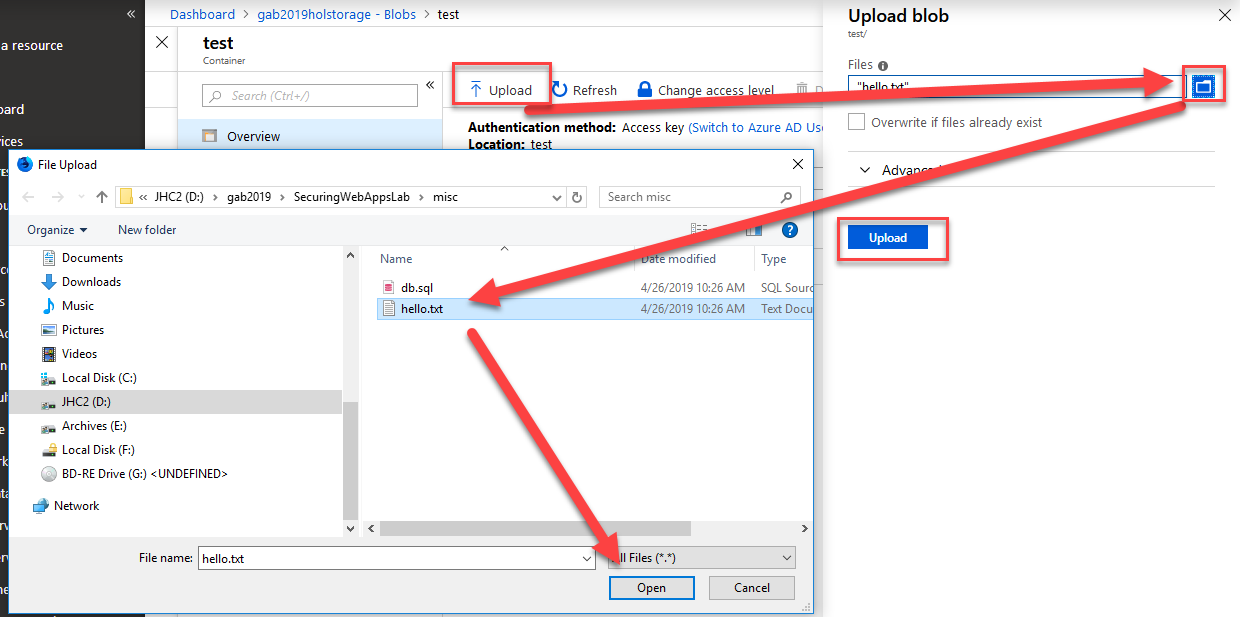 «
a resource
ard
ices
Dashboard > gab2019holstorage - Blobs > test
test
Container
Search (Ctrl+/)
«
Overview
Upload
Refresh
Change access level
Authentication method: Access key (Switch to Azure AD Use
Location: test
Upload blob
test/
Files
"hello.txt"
Overwrite if files already exist
Advanced
Upload
File Upload
« JHC2 (D:) > gab2019 > SecuringWebAppsLab > misc
Search misc
Organize
New folder
Documents
Downloads
Music
Pictures
Videos
Local Disk (C:)
JHC2 (D:)
Archives (E:)
Local Disk (F:)
BD-RE Drive (G:) <UNDEFINED>
Network
Name Date modified Type
db.sql 4/26/2019 10:26 AM SQL Sourc
hello.txt 4/26/2019 10:26 AM Text Docu
File name: hello.txt
All Files (*.*)
Open
Cancel